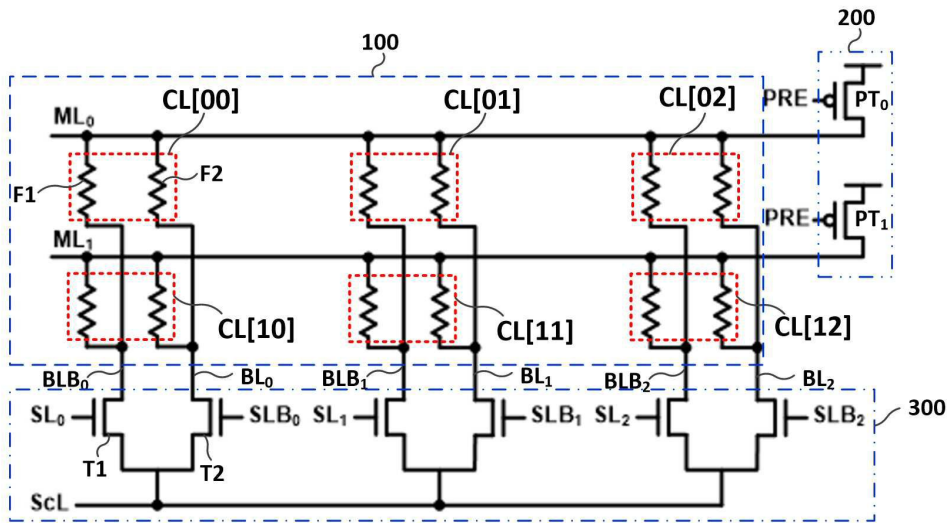 100
200
CL[00]
CL[01]
CL[02]
PRE
PT₀
ML₀
F1
F2
PRE
PT₁
ML₁
CL[10]
CL[11]
CL[12]
BLB₀
BL₀
BLB₁
BL₁
BLB₂
BL₂
300
SL₀
SLB₀
SL₁
SLB₁
SL₂
SLB₂
T1
T2
ScL